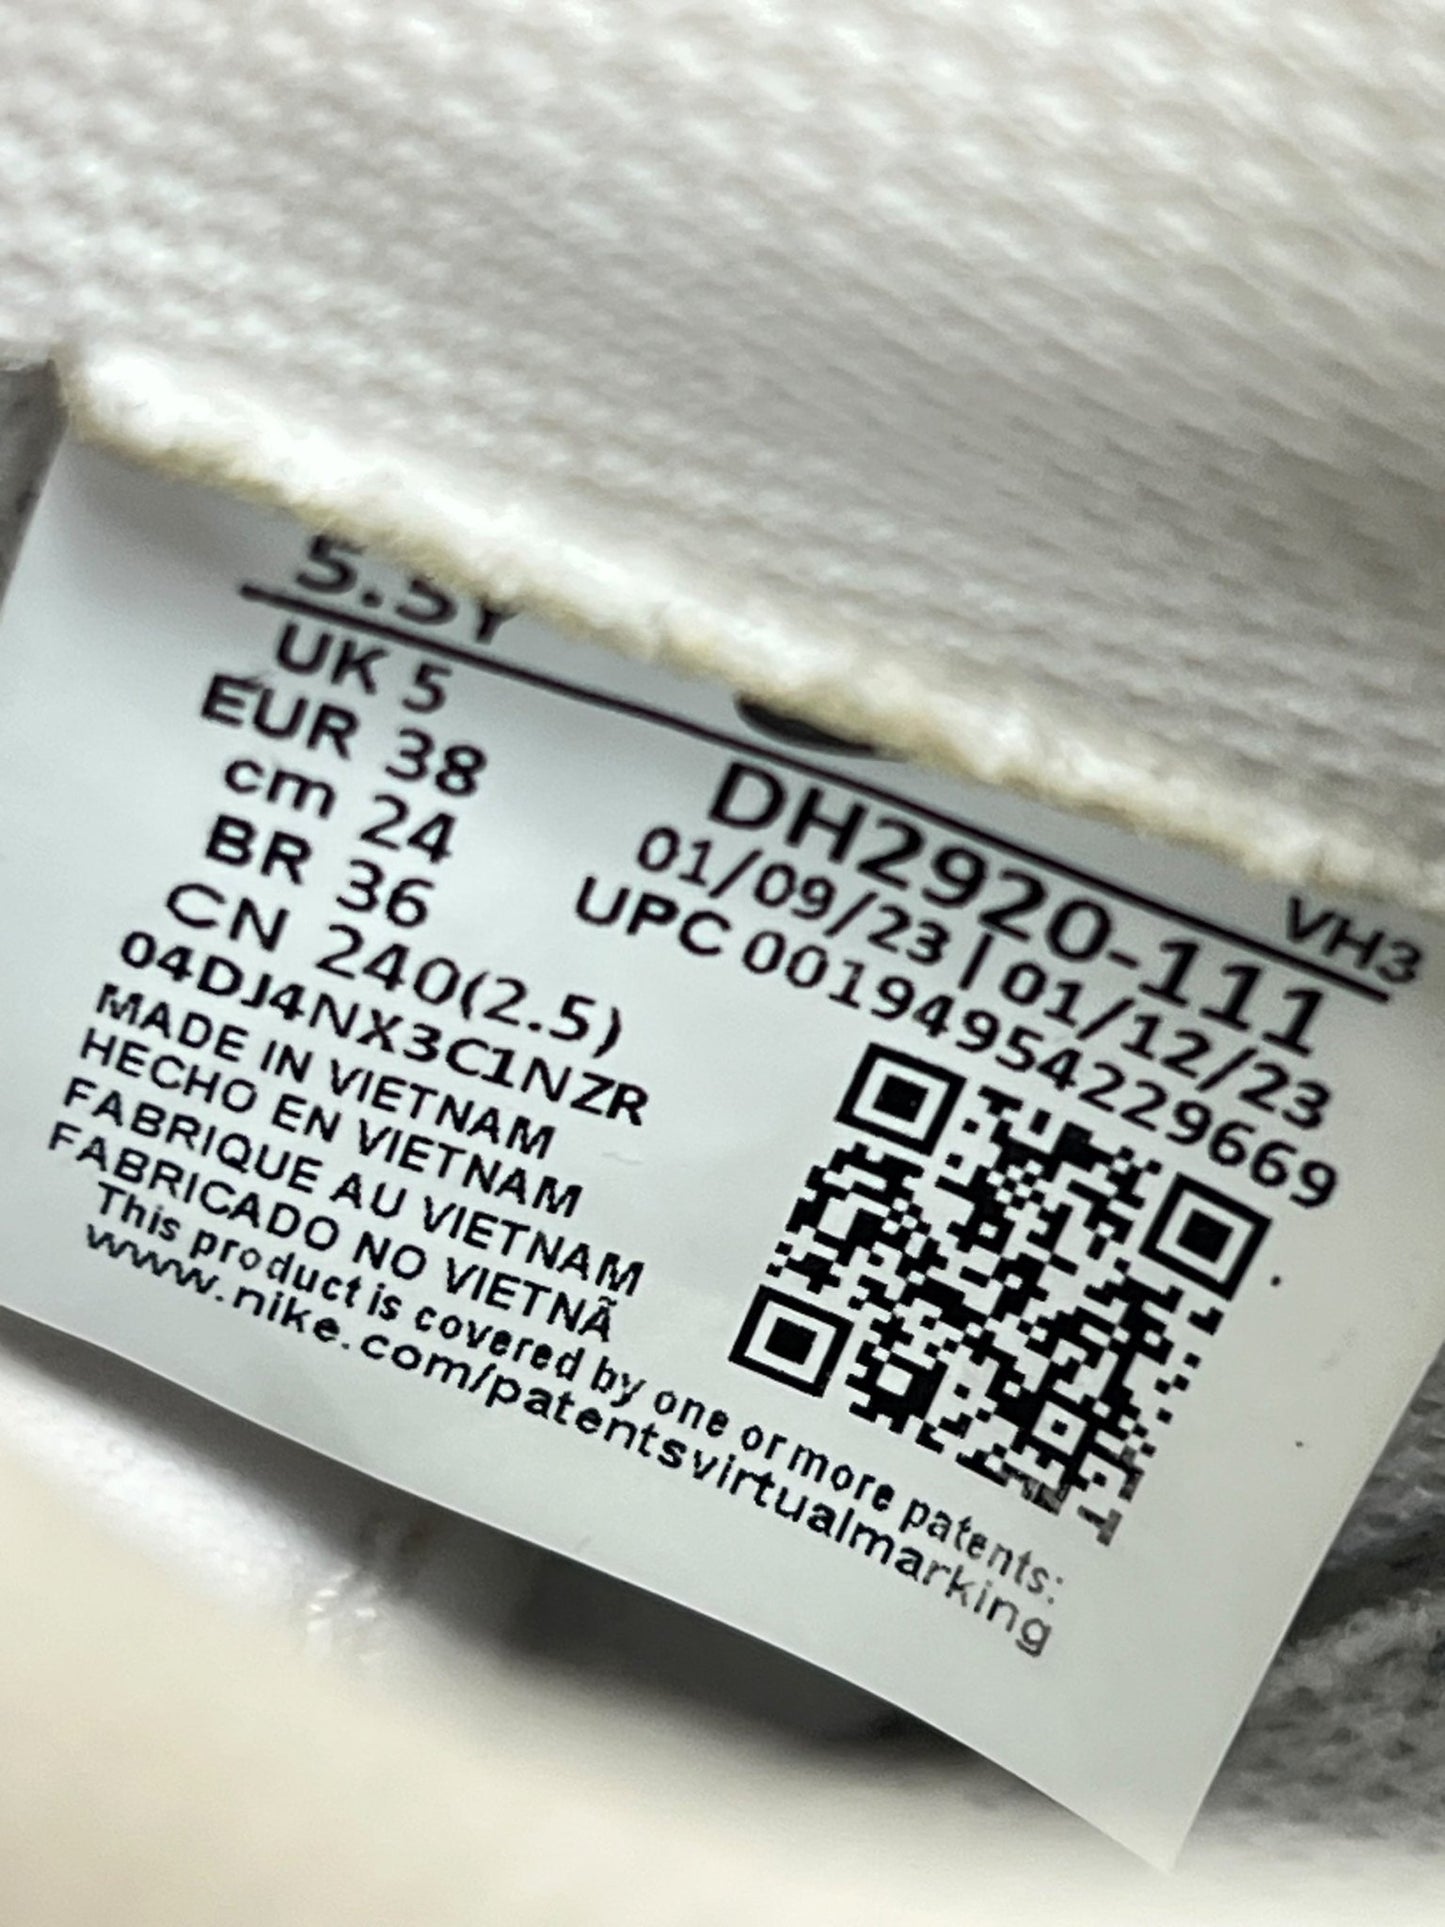 5.5Y
UK 5
EUR 38
cm 24
BR 36
CN 240(2.5)
04DJ4NX3C1NZR
MADE IN VIETNAM
HECHO EN VIETNAM
FABRIQUE AU VIETNAM
FABRICADO NO VIETNÃ
This product is covered by one or more patents:
www.nike.com/patentsvirtualmarking
VH3
DH2920-111
01/09/23 | 01/12/23
UPC 00194954229669